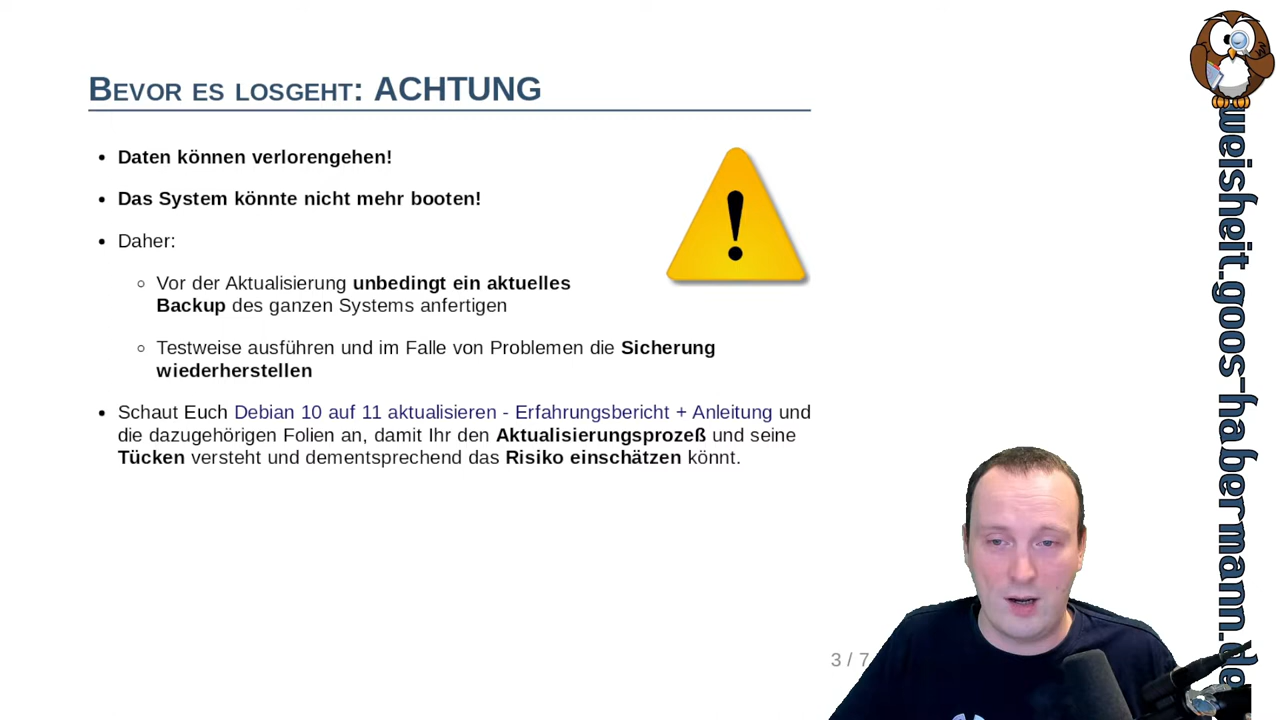 BEVOR ES LOSGEHT: ACHTUNG
• Daten können verlorengehen!
• Das System könnte nicht mehr booten!
• Daher:
◦ Vor der Aktualisierung unbedingt ein aktuelles
Backup des ganzen Systems anfertigen
◦ Testweise ausführen und im Falle von Problemen die Sicherung
wiederherstellen
• Schaut Euch Debian 10 auf 11 aktualisieren - Erfahrungsbericht + Anleitung und
die dazugehörigen Folien an, damit Ihr den Aktualisierungsprozeß und seine
Tücken versteht und dementsprechend das Risiko einschätzen könnt.
3 / 7
weisheit.goos-habermann.de